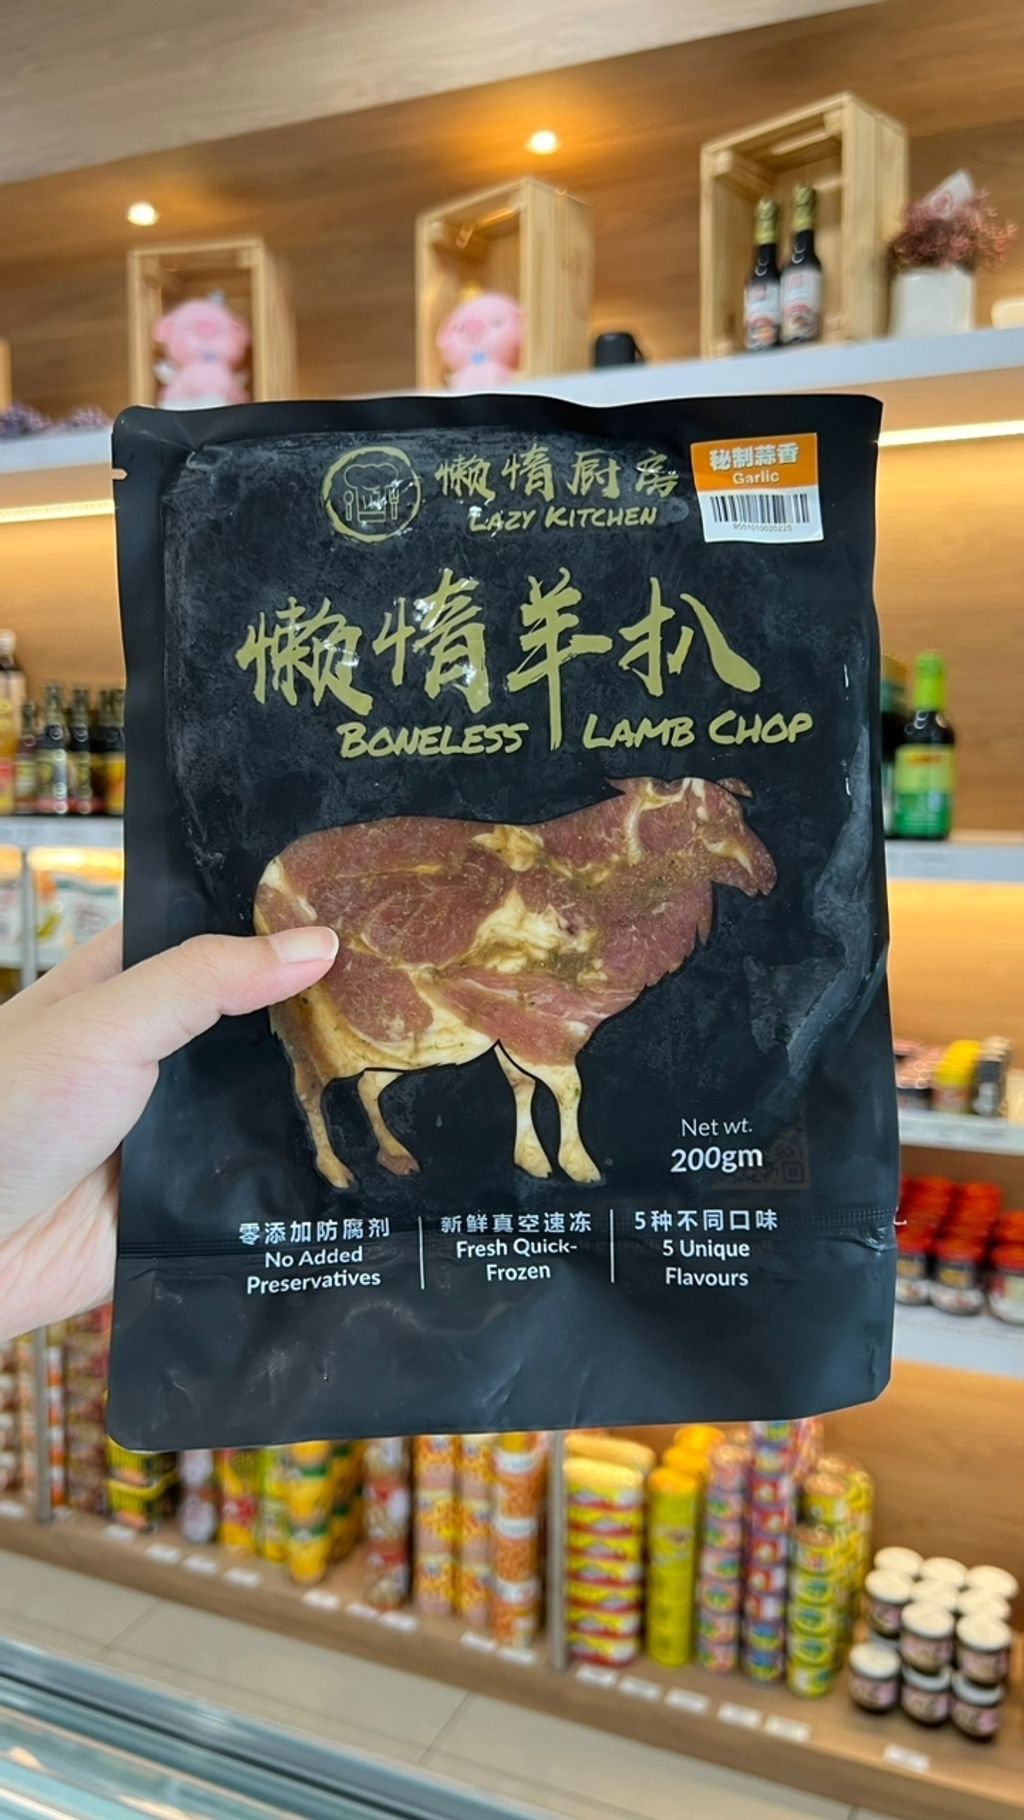 懒惰厨房
LAZY KITCHEN
秘制蒜香
Garlic
9551010020225
懒惰羊扒
BONELESS LAMB CHOP
Net wt.
200gm
零添加防腐剂
No Added
Preservatives
新鲜真空速冻
Fresh Quick-
Frozen
5种不同口味
5 Unique
Flavours